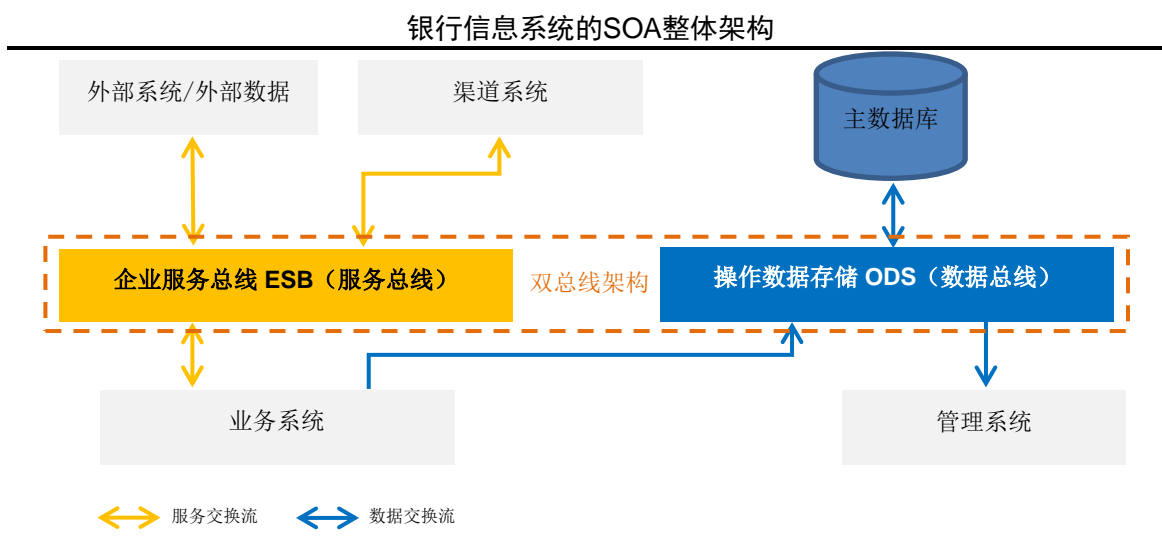 银行信息系统的SOA整体架构
外部系统/外部数据
渠道系统
主数据库
企业服务总线 ESB（服务总线）
双总线架构
操作数据存储 ODS（数据总线）
业务系统
管理系统
服务交换流
数据交换流